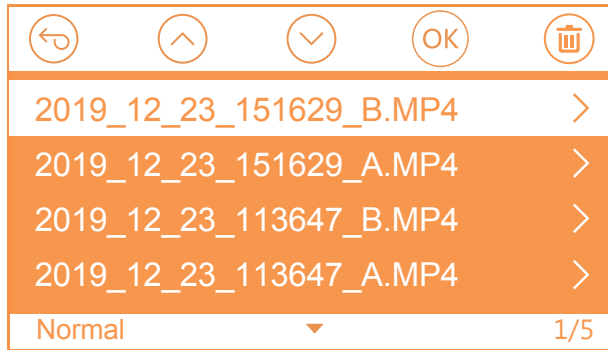 OK
2019_12_23_151629_B.MP4
2019_12_23_151629_A.MP4
2019_12_23_113647_B.MP4
2019_12_23_113647_A.MP4
Normal 1/5